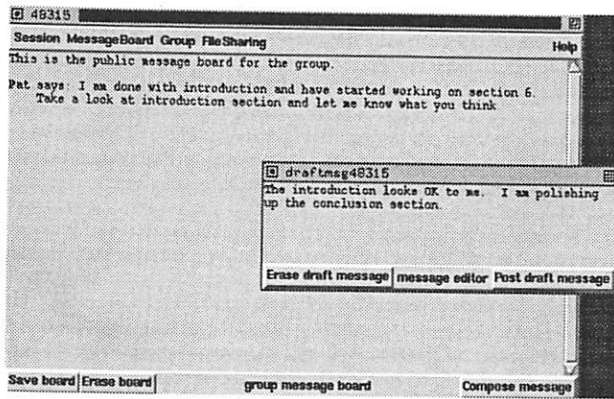 48315
Session MessageBoard Group FileSharing Help
This is the public message board for the group.
Pat says: I am done with introduction and have started working on section 6.
Take a look at introduction section and let me know what you think
draftmsg48315
The introduction looks OK to me. I am polishing
up the conclusion section.
Erase draft message message editor Post draft message
Save board Erase board group message board Compose message